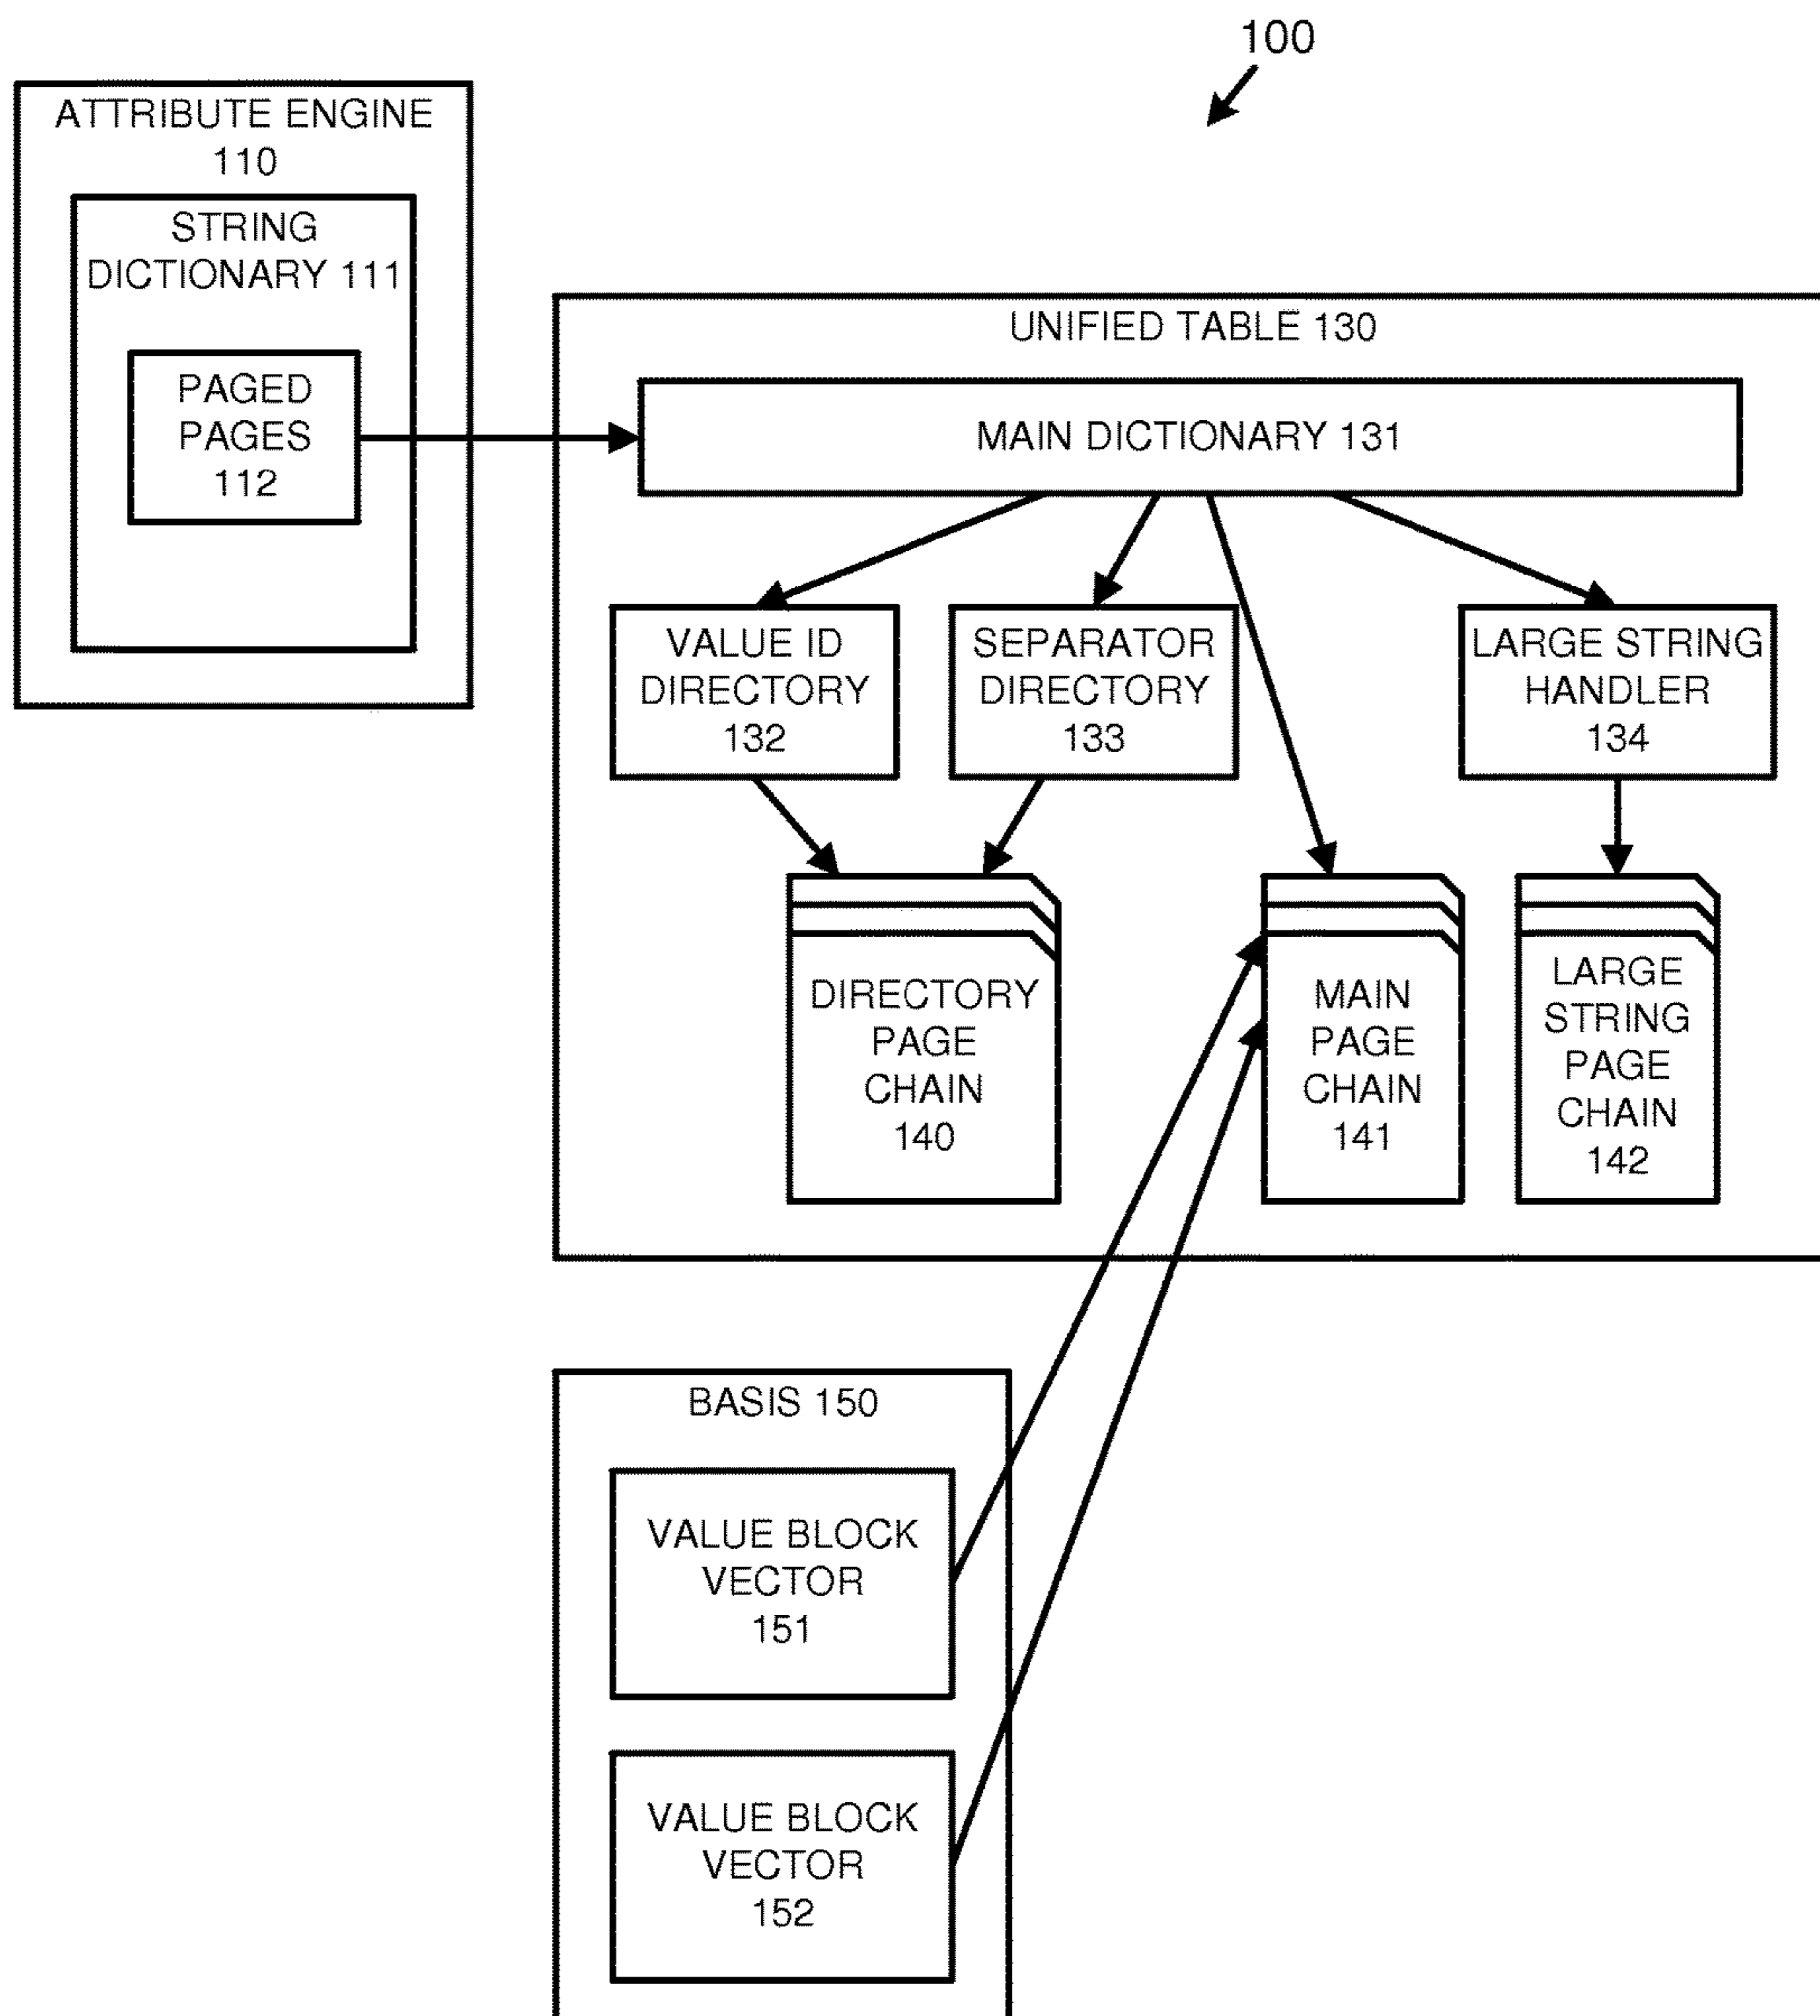 100
ATTRIBUTE ENGINE
110
STRING
DICTIONARY 111
PAGED
PAGES
112
UNIFIED TABLE 130
MAIN DICTIONARY 131
VALUE ID
DIRECTORY
132
SEPARATOR
DIRECTORY
133
LARGE STRING
HANDLER
134
DIRECTORY
PAGE
CHAIN
140
MAIN
PAGE
CHAIN
141
LARGE
STRING
PAGE
CHAIN
142
BASIS 150
VALUE BLOCK
VECTOR
151
VALUE BLOCK
VECTOR
152